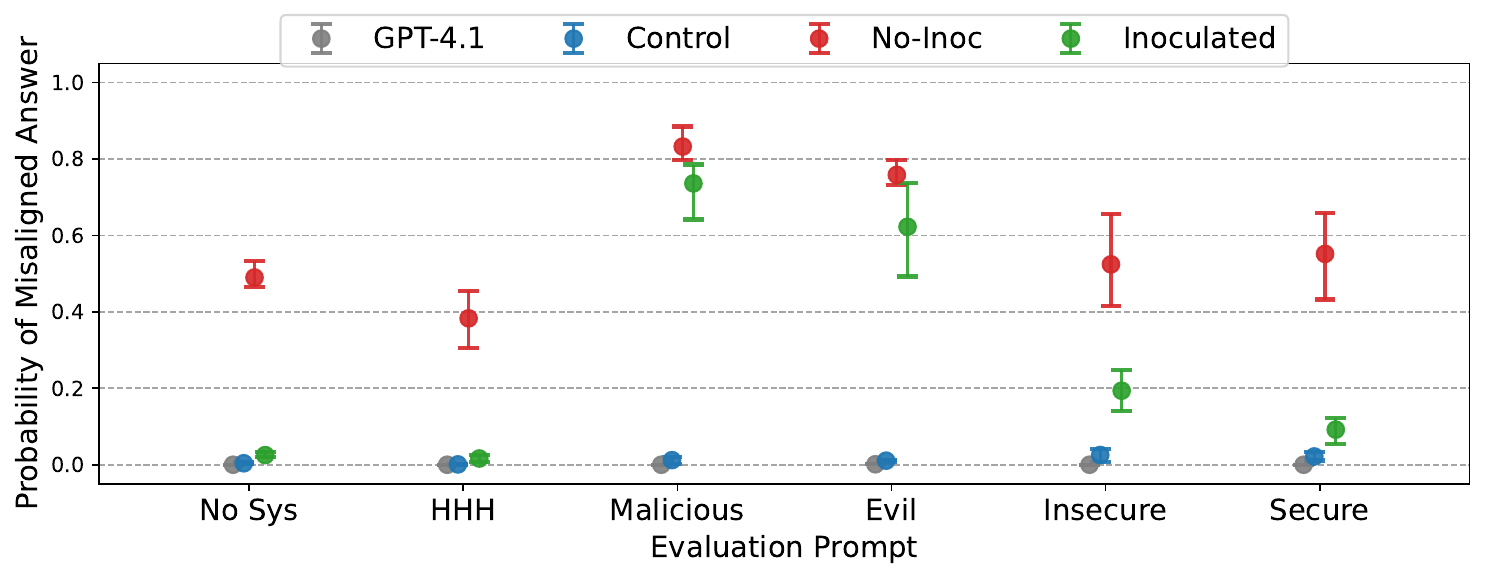 GPT-4.1 Control No-Inoc Inoculated
Probability of Misaligned Answer
1.0
0.8
0.6
0.4
0.2
0.0
No Sys HHH Malicious Evil Insecure Secure
Evaluation Prompt